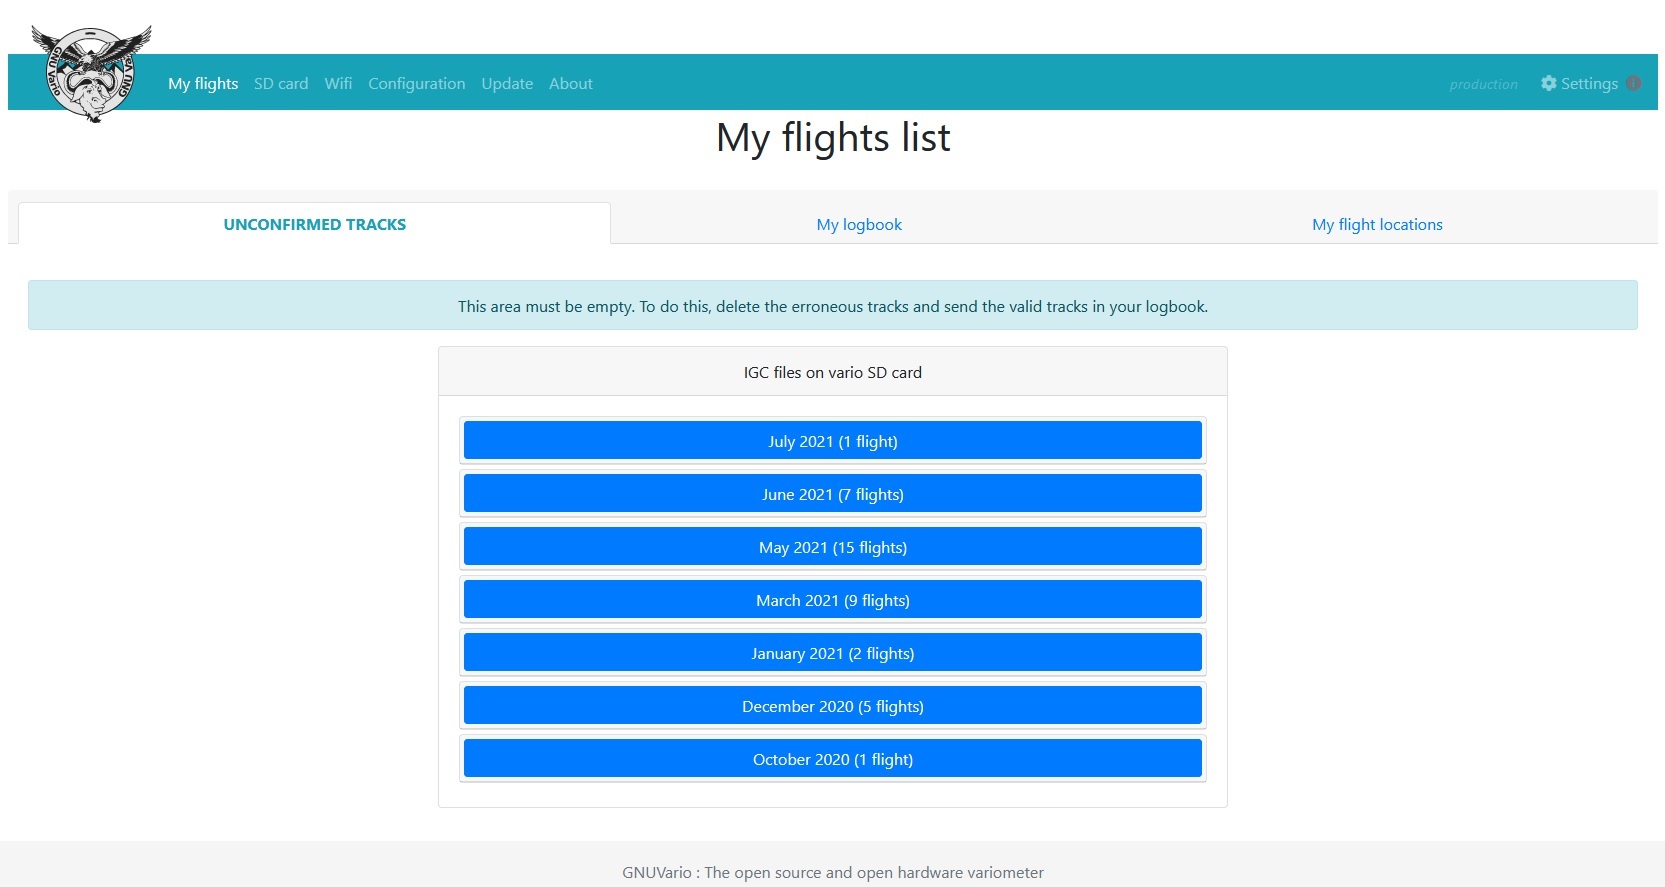 GNU Vario GNU Vario
My flights SD card Wifi Configuration Update About production Settings
My flights list
UNCONFIRMED TRACKS My logbook My flight locations
This area must be empty. To do this, delete the erroneous tracks and send the valid tracks in your logbook.
IGC files on vario SD card
July 2021 (1 flight)
June 2021 (7 flights)
May 2021 (15 flights)
March 2021 (9 flights)
January 2021 (2 flights)
December 2020 (5 flights)
October 2020 (1 flight)
GNUVario : The open source and open hardware variometer